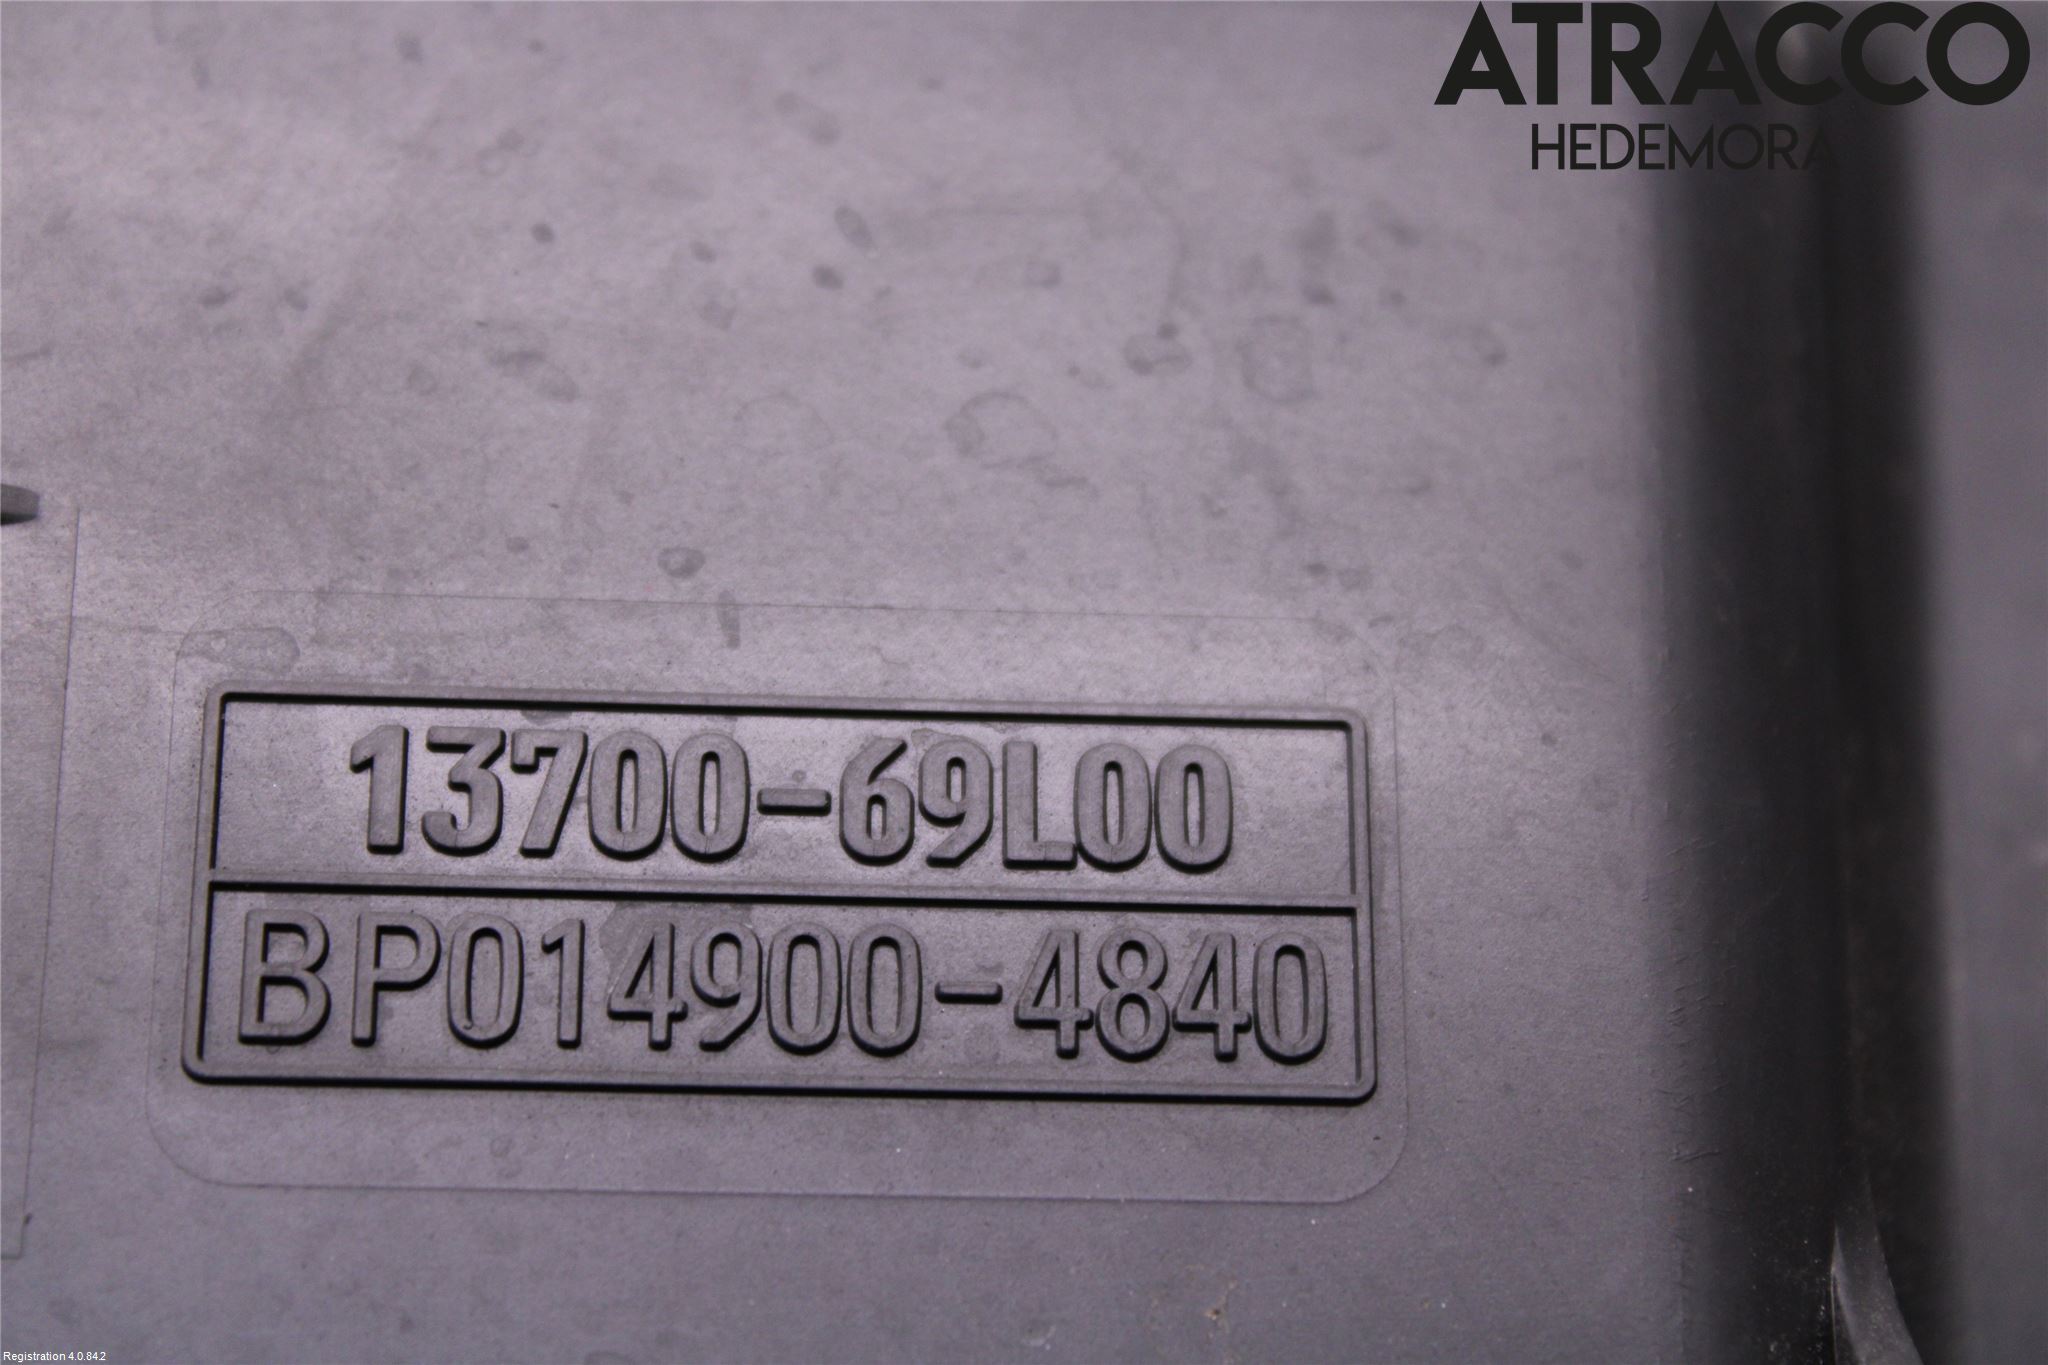 ATRACCO
HEDEMORA
13700-69L00
BP014900-4840
Registration 4.0.84.2